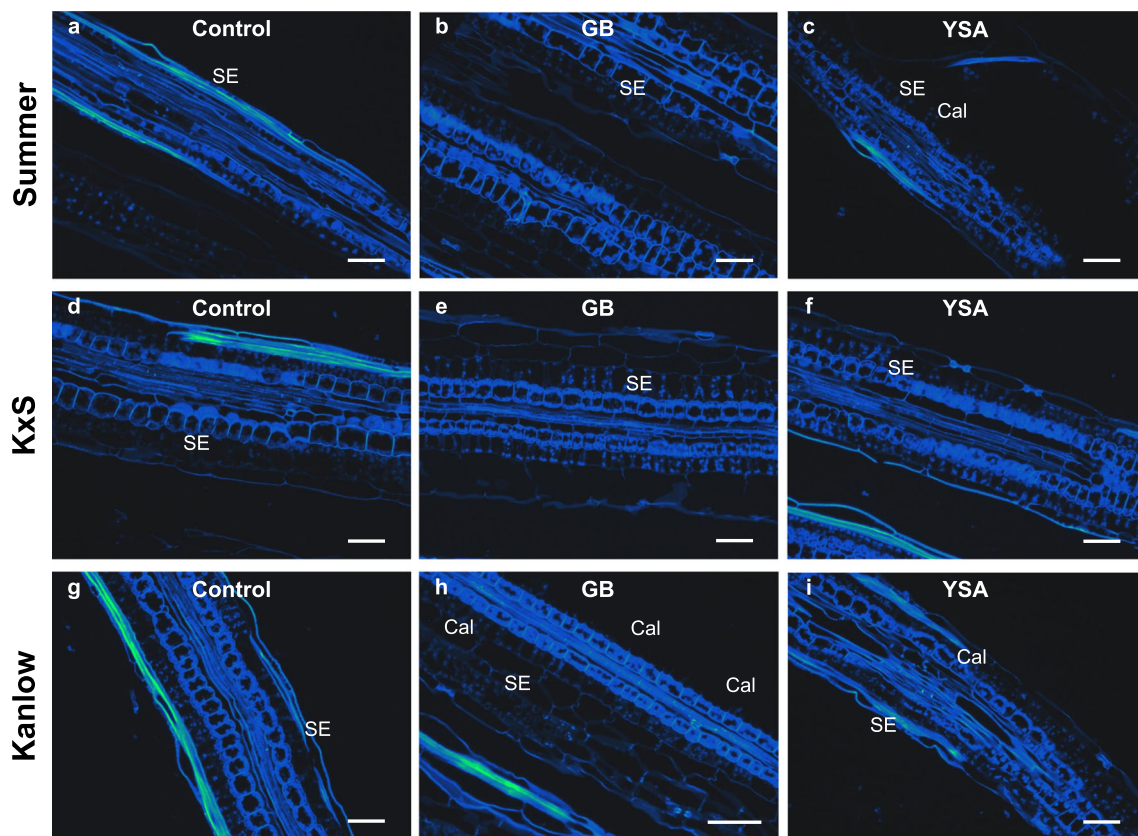 a Control
SE
b GB
SE
c YSA
SE
Cal
Summer
d Control
SE
e GB
SE
f YSA
SE
KxS
g Control
SE
h GB
Cal
Cal
SE
Cal
i YSA
Cal
SE
Kanlow